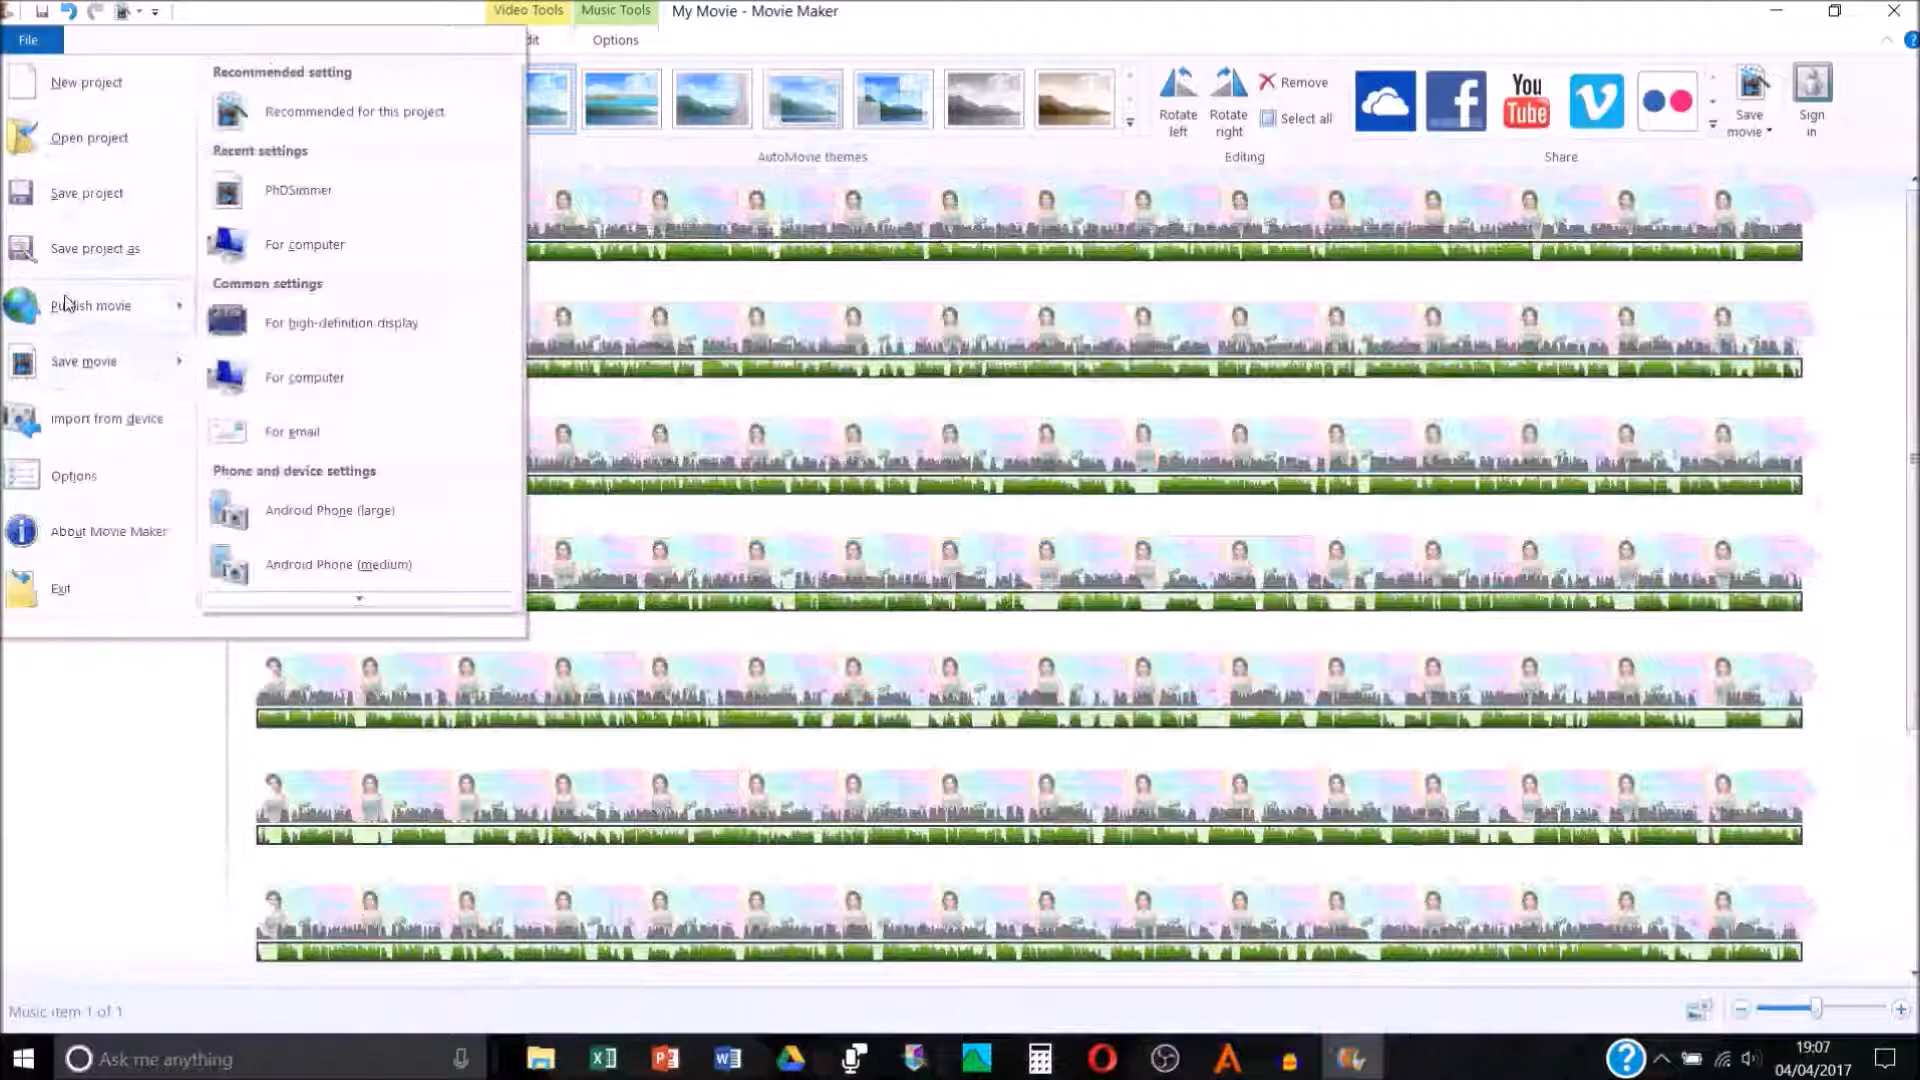 Video Tools
Music Tools
My Movie - Movie Maker
File
dit
Options
New project
Open project
Save project
Save project as
Publish movie
Save movie
Import from device
Options
About Movie Maker
Exit
Recommended setting
Recommended for this project
Recent settings
PhDSimmer
For computer
Common settings
For high-definition display
For computer
For email
Phone and device settings
Android Phone (large)
Android Phone (medium)
AutoMovie themes
Rotate left
Rotate right
Remove
Select all
Editing
You
Tube
Share
Save movie
Sign in
Music item 1 of 1
Ask me anything
19:07
04/04/2017